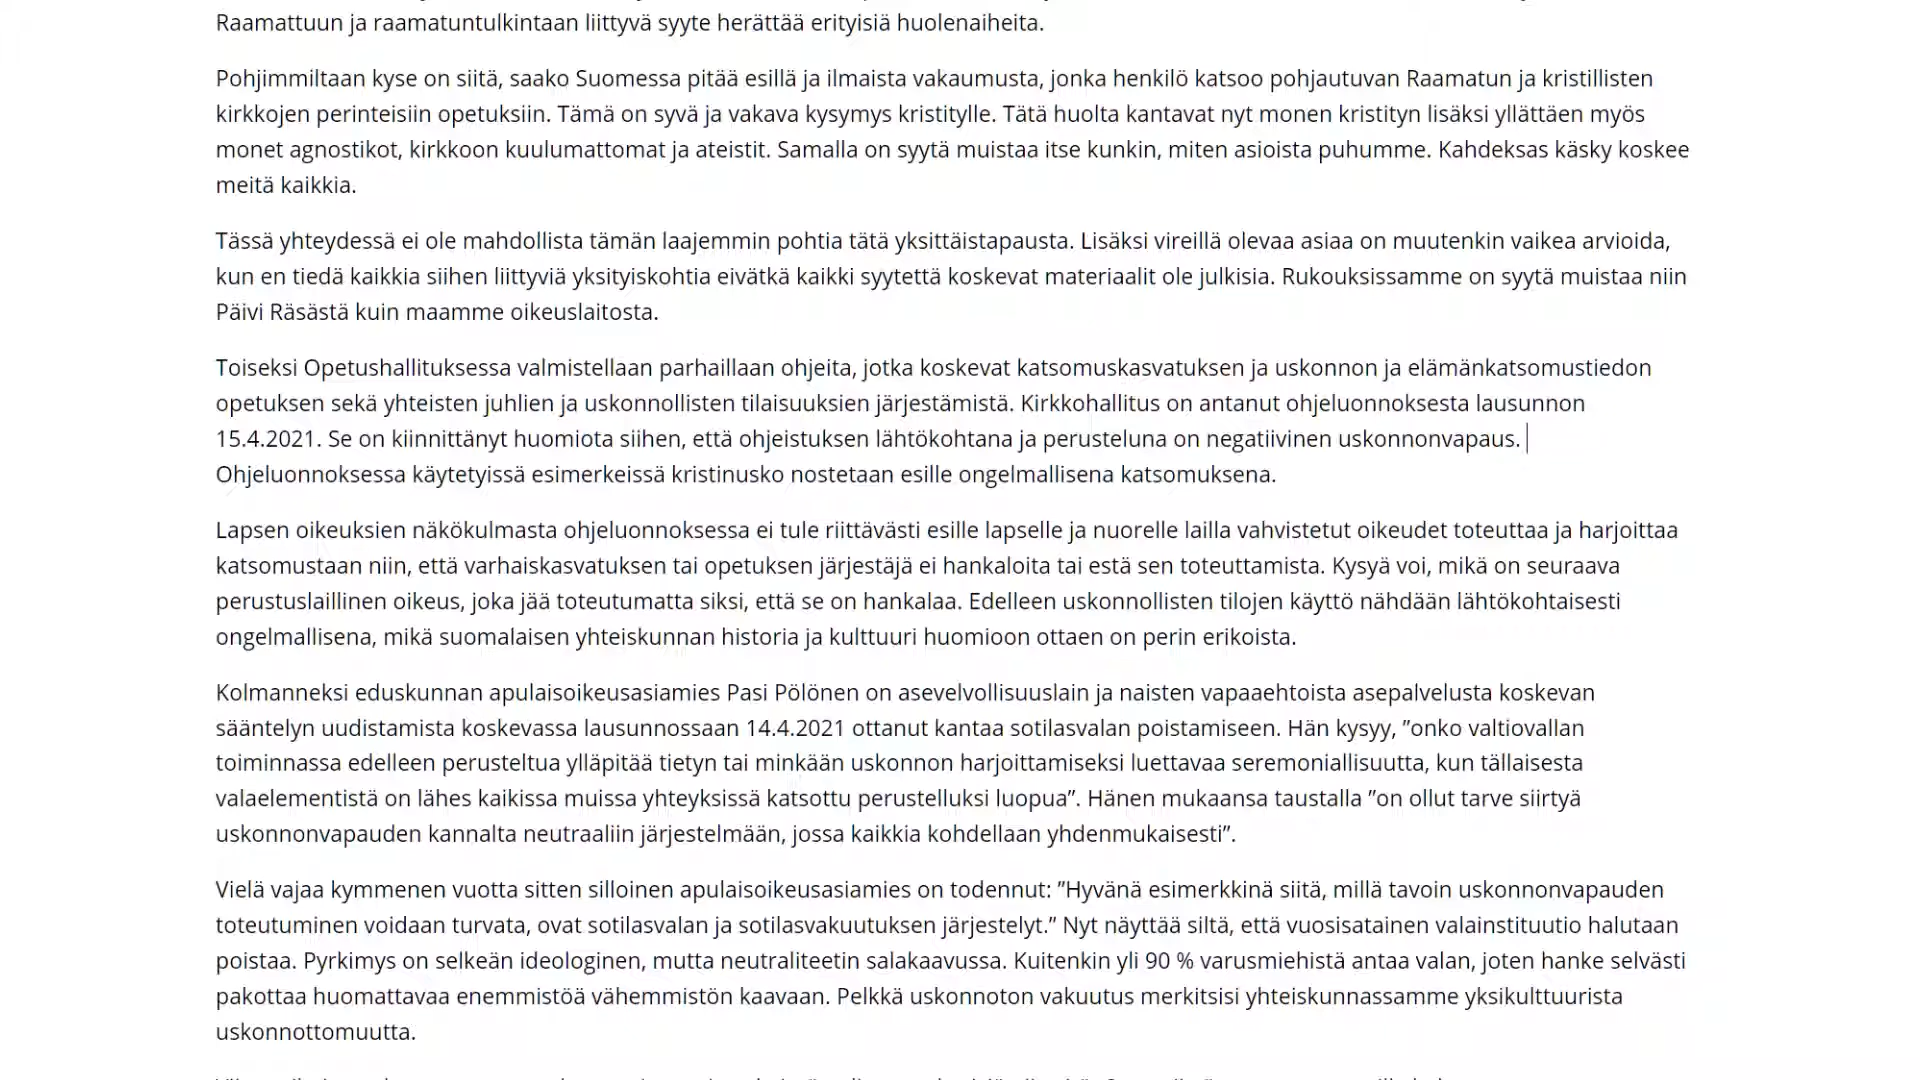 Raamattuun ja raamatuntulkintaan liittyvä syyte herättää erityisiä huolenaiheita.
Pohjimmiltaan kyse on siitä, saako Suomessa pitää esillä ja ilmaista vakaumusta, jonka henkilö katsoo pohjautuvan Raamatun ja kristillisten
kirkkojen perinteisiin opetuksiin. Tämä on syvä ja vakava kysymys kristitylle. Tätä huolta kantavat nyt monen kristityn lisäksi yllättäen myös
monet agnostikot, kirkkoon kuulumattomat ja ateistit. Samalla on syytä muistaa itse kunkin, miten asioista puhumme. Kahdeksas käsky koskee
meitä kaikkia.
Tässä yhteydessä ei ole mahdollista tämän laajemmin pohtia tätä yksittäistapausta. Lisäksi vireillä olevaa asiaa on muutenkin vaikea arvioida,
kun en tiedä kaikkia siihen liittyviä yksityiskohtia eivätkä kaikki syytettä koskevat materiaalit ole julkisia. Rukouksissamme on syytä muistaa niin
Päivi Räsästä kuin maamme oikeuslaitosta.
Toiseksi Opetushallituksessa valmistellaan parhaillaan ohjeita, jotka koskevat katsomuskasvatuksen ja uskonnon ja elämänkatsomustiedon
opetuksen sekä yhteisten juhlien ja uskonnollisten tilaisuuksien järjestämistä. Kirkkohallitus on antanut ohjeluonnoksesta lausunnon
15.4.2021. Se on kiinnittänyt huomiota siihen, että ohjeistuksen lähtökohtana ja perusteluna on negatiivinen uskonnonvapaus.
Ohjeluonnoksessa käytetyissä esimerkeissä kristinusko nostetaan esille ongelmallisena katsomuksena.
Lapsen oikeuksien näkökulmasta ohjeluonnoksessa ei tule riittävästi esille lapselle ja nuorelle lailla vahvistetut oikeudet toteuttaa ja harjoittaa
katsomustaan niin, että varhaiskasvatuksen tai opetuksen järjestäjä ei hankaloita tai estä sen toteuttamista. Kysyä voi, mikä on seuraava
perustuslaillinen oikeus, joka jää toteutumatta siksi, että se on hankalaa. Edelleen uskonnollisten tilojen käyttö nähdään lähtökohtaisesti
ongelmallisena, mikä suomalaisen yhteiskunnan historia ja kulttuuri huomioon ottaen on perin erikoista.
Kolmanneksi eduskunnan apulaisoikeusasiamies Pasi Pölönen on asevelvollisuuslain ja naisten vapaaehtoista asepalvelusta koskevan
sääntelyn uudistamista koskevassa lausunnossaan 14.4.2021 ottanut kantaa sotilasvalan poistamiseen. Hän kysyy, ”onko valtiovallan
toiminnassa edelleen perusteltua ylläpitää tietyn tai minkään uskonnon harjoittamiseksi luettavaa seremoniallisuutta, kun tällaisesta
valaelementistä on lähes kaikissa muissa yhteyksissä katsottu perustelluksi luopua”. Hänen mukaansa taustalla ”on ollut tarve siirtyä
uskonnonvapauden kannalta neutraaliin järjestelmään, jossa kaikkia kohdellaan yhdenmukaisesti”.
Vielä vajaa kymmenen vuotta sitten silloinen apulaisoikeusasiamies on todennut: ”Hyvänä esimerkkinä siitä, millä tavoin uskonnonvapauden
toteutuminen voidaan turvata, ovat sotilasvalan ja sotilasvakuutuksen järjestelyt.” Nyt näyttää siltä, että vuosisatainen valainstituutio halutaan
poistaa. Pyrkimys on selkeän ideologinen, mutta neutraliteetin salakaavussa. Kuitenkin yli 90 % varusmiehistä antaa valan, joten hanke selvästi
pakottaa huomattavaa enemmistöä vähemmistön kaavaan. Pelkkä uskonnoton vakuutus merkitsisi yhteiskunnassamme yksikulttuurista
uskonnottomuutta.